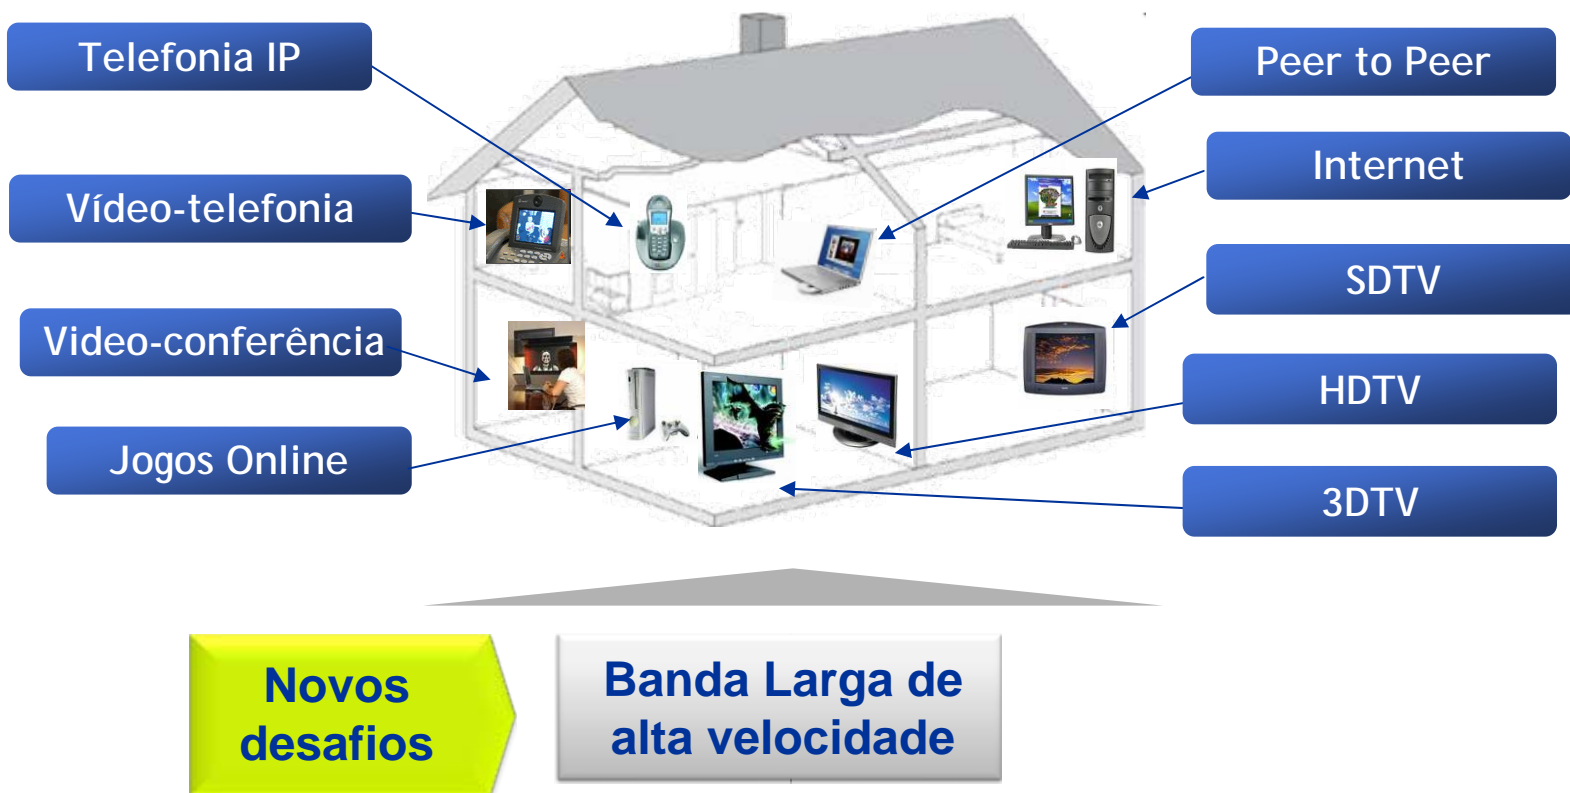 Telefonia IP
Vídeo-telefonia
Video-conferência
Jogos Online
Peer to Peer
Internet
SDTV
HDTV
3DTV
Novos
desafios
Banda Larga de
alta velocidade